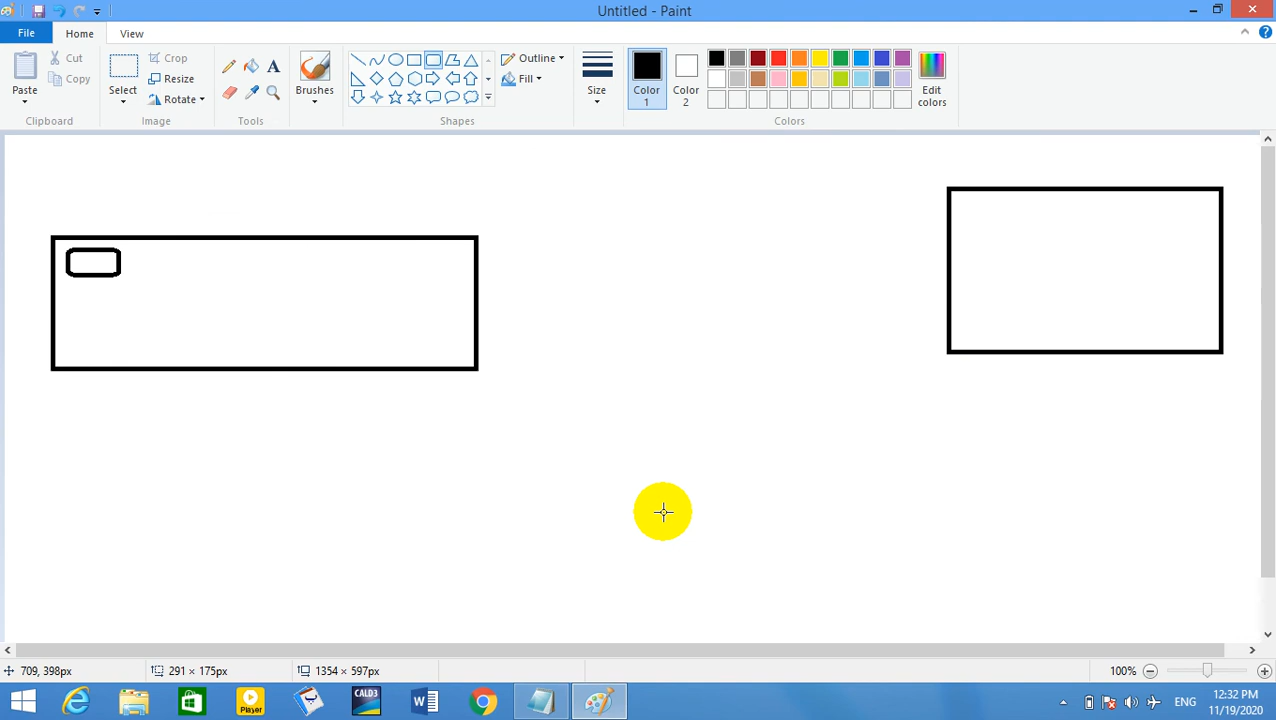 Untitled - Paint
File Home View
Paste
Cut
Copy
Clipboard
Select
Crop
Resize
Rotate
Image
Tools
A
Brushes
Shapes
Outline
Fill
Size
Color 1
Color 2
Colors
Edit colors
709, 398px
291 × 175px
1354 × 597px
100%
Player
CALD3
ENG
12:32 PM
11/19/2020